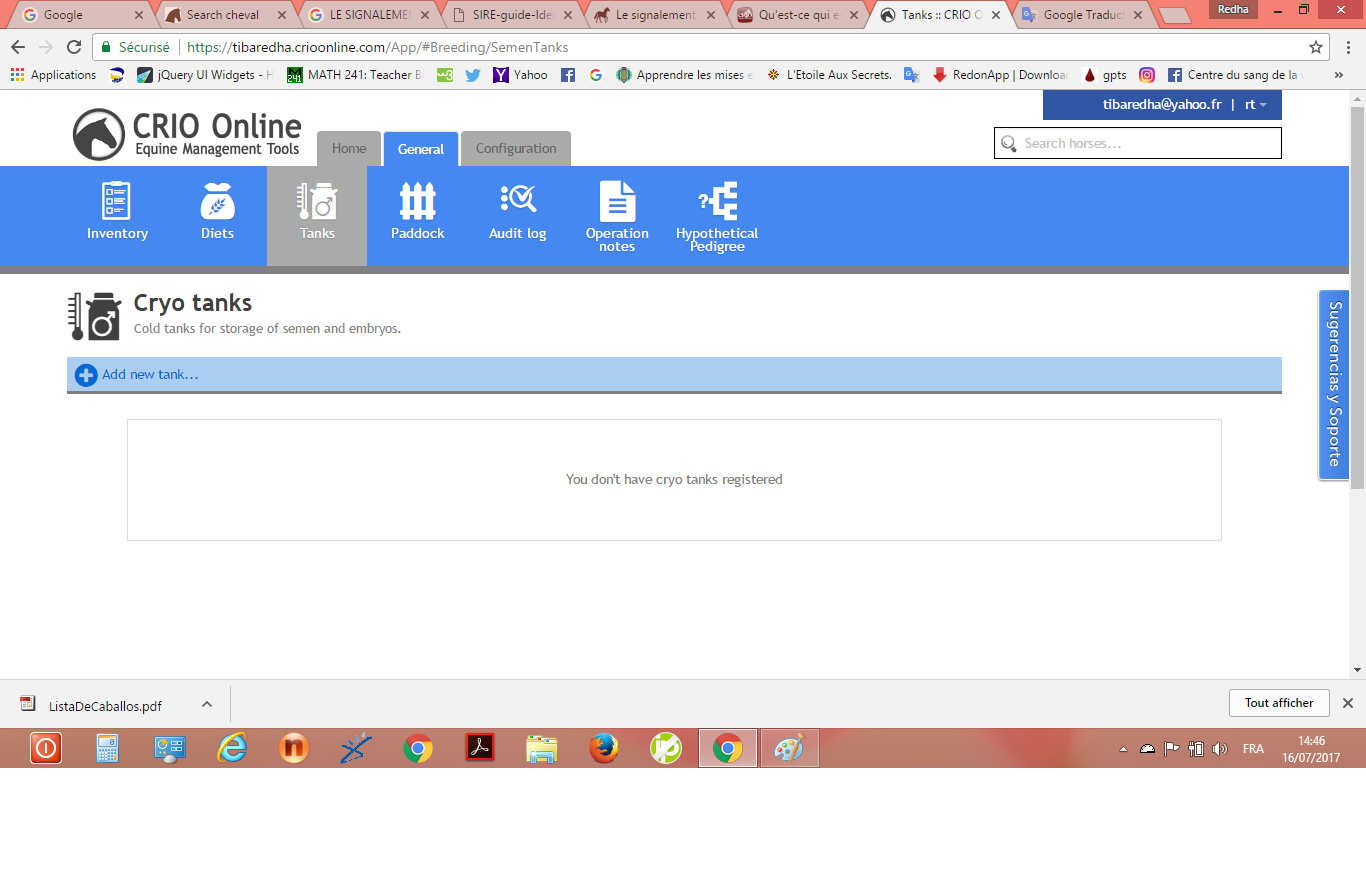 Google
Search cheval
LE SIGNALEME
SIRE-guide-Ide
Le signalement
Qu'est-ce qui e
Tanks :: CRIO O
Google Traduct
Redha
Sécurisé
https://tibaredha.crioonline.com/App/#Breeding/SemenTanks
Applications
jQuery UI Widgets - H
MATH 241: Teacher B
Yahoo
Apprendre les mises e
L'Etoile Aux Secrets.
RedonApp | Downloa
gpts
Centre du sang de la
»
tibaredha@yahoo.fr | rt
CRIO Online
Equine Management Tools
Home
General
Configuration
Search horses...
Inventory
Diets
Tanks
Paddock
Audit log
Operation
notes
Hypothetical
Pedigree
Cryo tanks
Cold tanks for storage of semen and embryos.
Add new tank...
You don't have cryo tanks registered
Sugerencias y Soporte
ListaDeCaballos.pdf
Tout afficher
FRA
14:46
16/07/2017